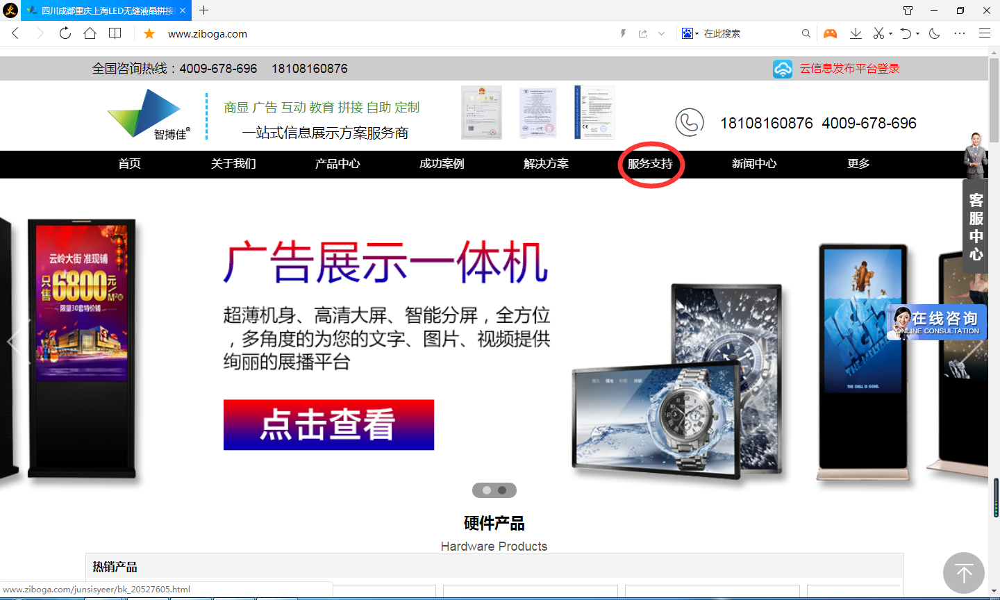 四川成都重庆上海LED无缝液晶拼接
www.ziboga.com
在此搜索
全国咨询热线：4009-678-696 18108160876
云信息发布平台登录
智搏佳®
商显 广告 互动 教育 拼接 自助 定制
一站式信息展示方案服务商
18108160876 4009-678-696
首页 关于我们 产品中心 成功案例 解决方案 服务支持 新闻中心 更多
客服中心
云岭大街 准现铺
只售6800元/M²起
限量30套特价铺
广告展示一体机
超薄机身、高清大屏、智能分屏，全方位
，多角度的为您的文字、图片、视频提供
绚丽的展播平台
点击查看
在线咨询
ONLINE CONSULTATION
ICE AGE
THE MELTDOWN
THE CHILL IS GONE.
硬件产品
Hardware Products
热销产品
www.ziboga.com/junsisyeer/bk_20527605.html